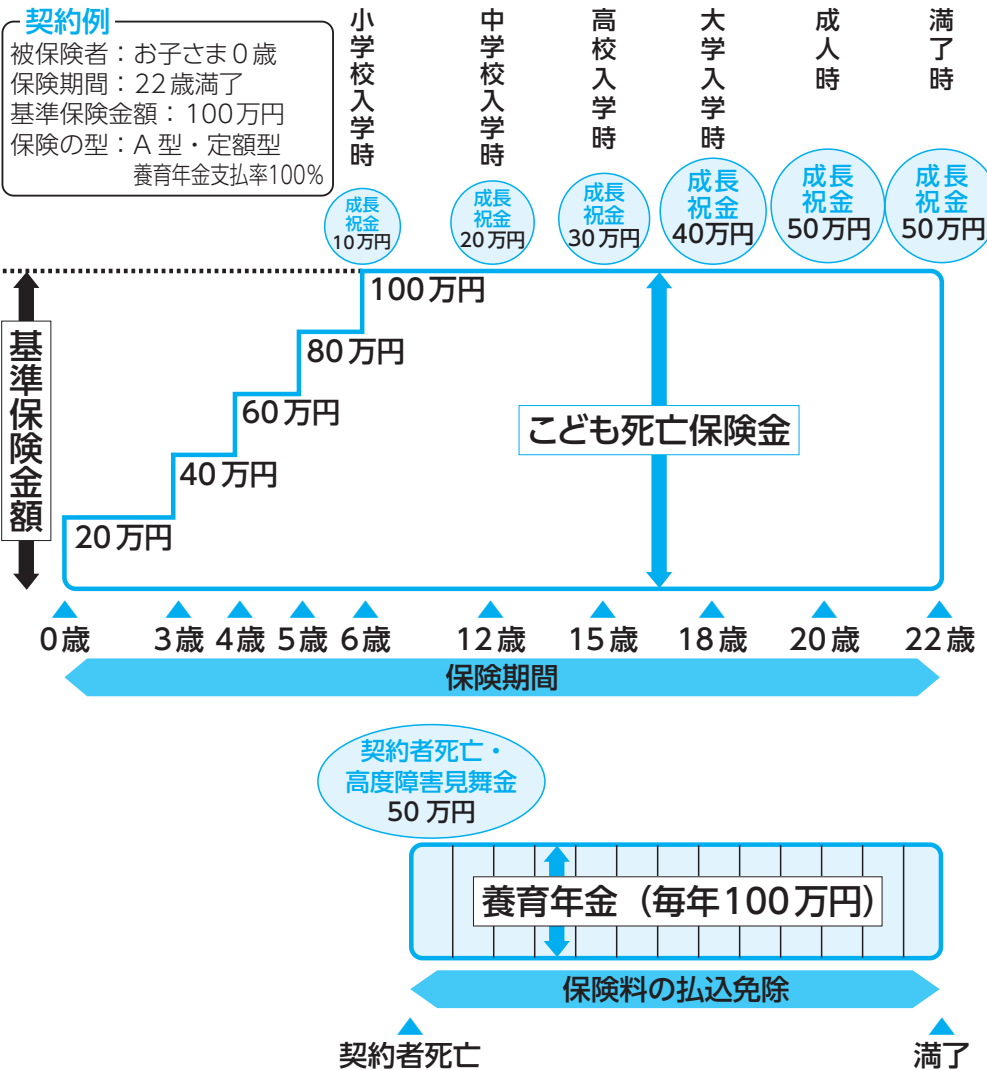 契約例
被保険者：お子さま0歳
保険期間：22歳満了
基準保険金額：100万円
保険の型：A型・定額型
養育年金支払率100%
小学校入学時
中学校入学時
高校入学時
大学入学時
成人時
満了時
成長
祝金
10万円
成長
祝金
20万円
成長
祝金
30万円
成長
祝金
40万円
成長
祝金
50万円
成長
祝金
50万円
基準保険金額
100万円
80万円
60万円
40万円
20万円
こども死亡保険金
0歳 3歳 4歳 5歳 6歳 12歳 15歳 18歳 20歳 22歳
保険期間
契約者死亡・
高度障害見舞金
50万円
養育年金（毎年100万円）
保険料の払込免除
契約者死亡 満了